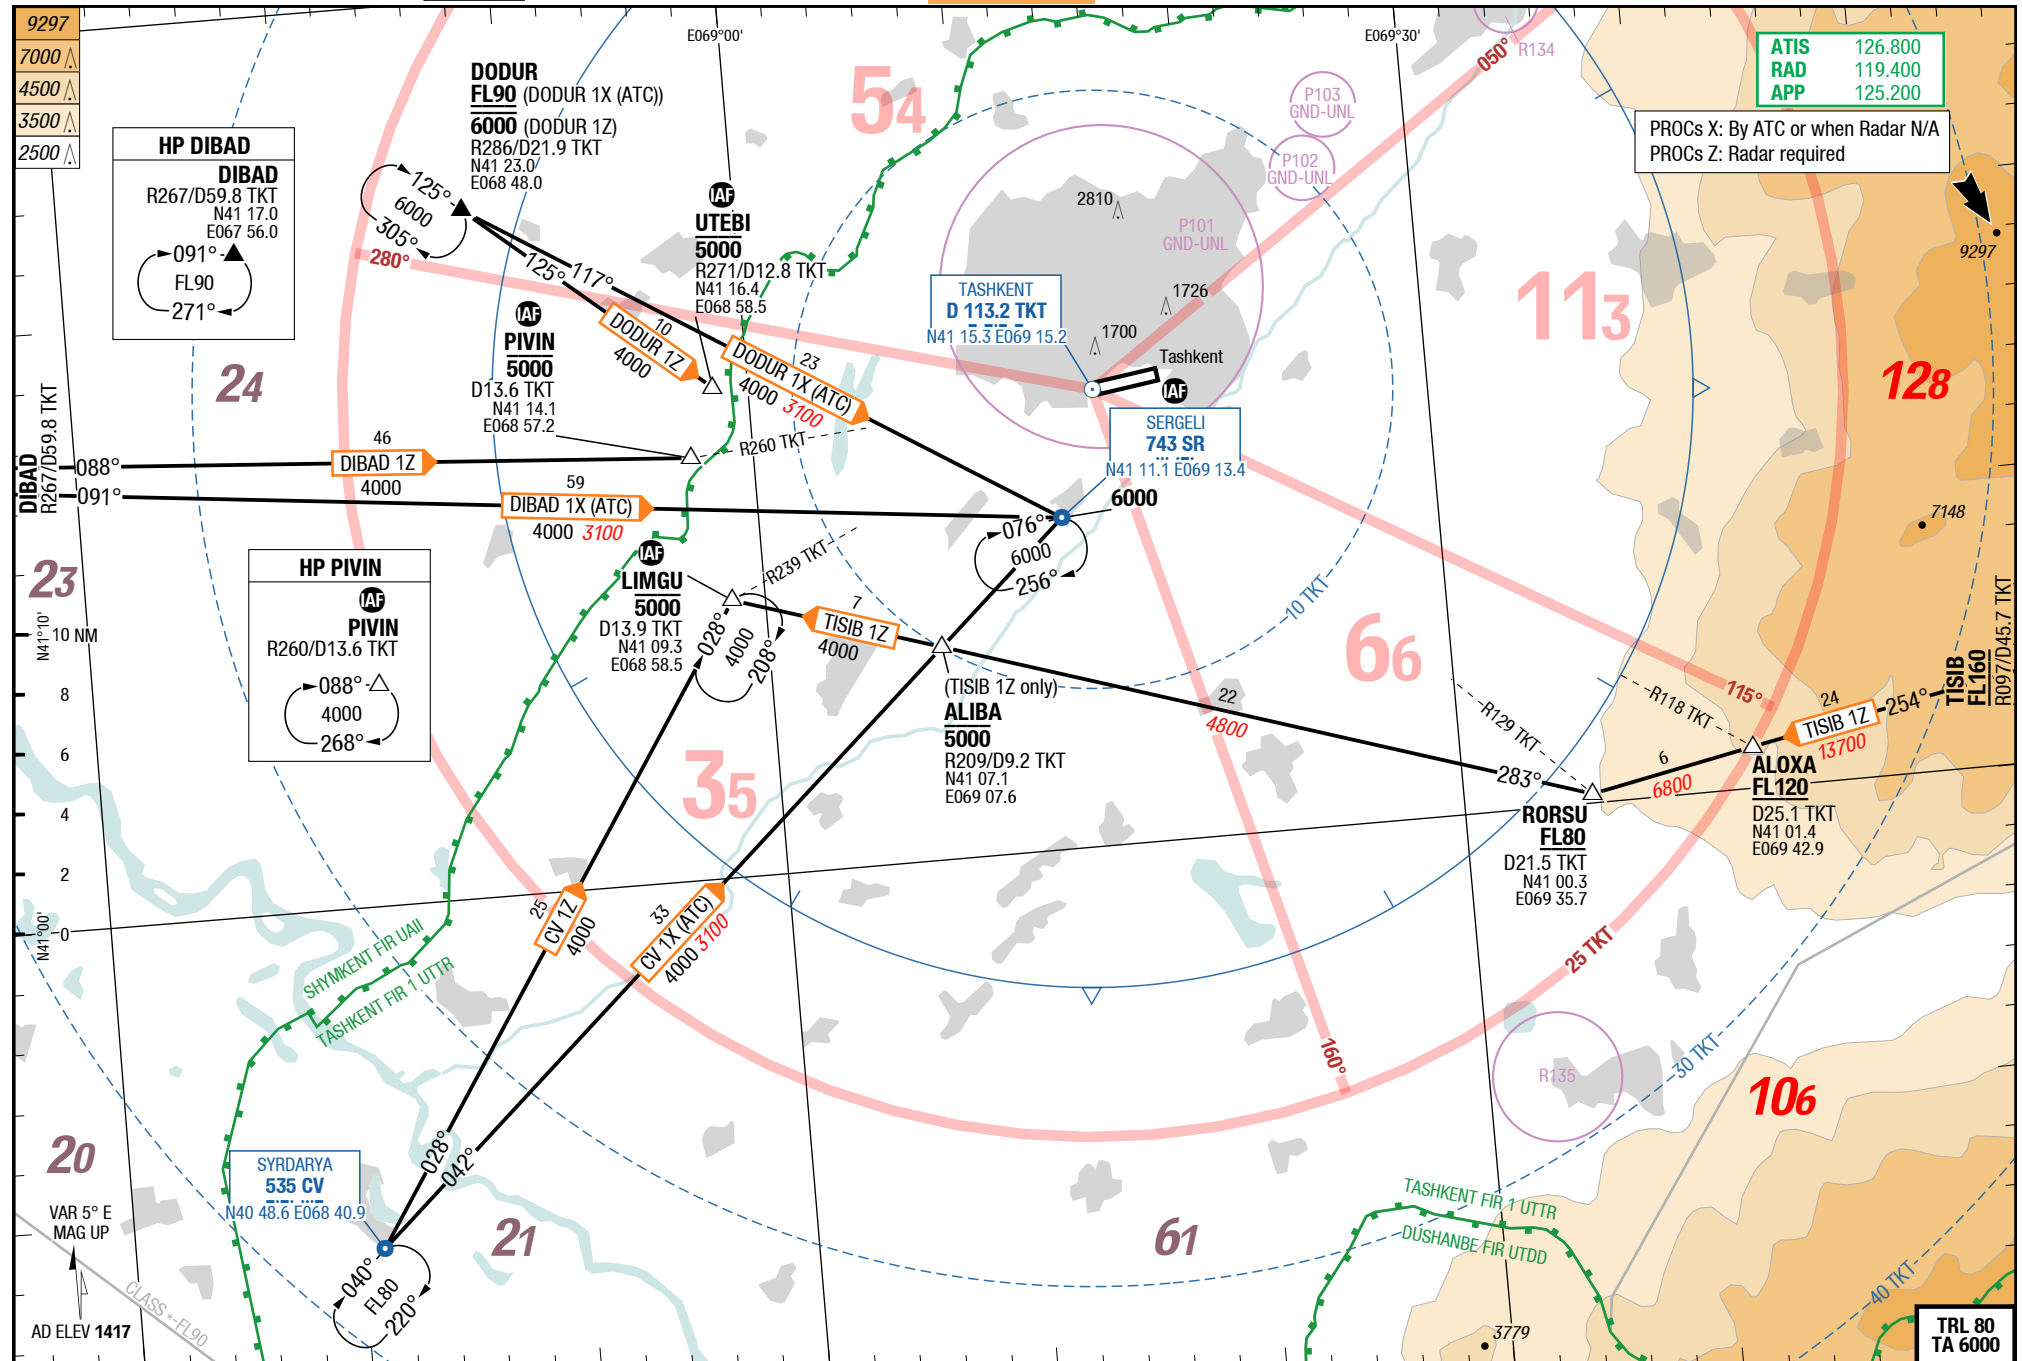 9297
7000
4500
3500
2500
HP DIBAD
DIBAD
R267/D59.8 TKT
N41 17.0
E067 56.0
091°
FL90
271°
DODUR
FL90 (DODUR 1X (ATC))
6000 (DODUR 1Z)
R286/D21.9 TKT
N41 23.0
E068 48.0
125°
6000
305°
280°
125°
117°
E069°00'
E069°30'
54
IAF
UTEBI
5000
R271/D12.8 TKT
N41 16.4
E068 58.5
IAF
PIVIN
5000
D13.6 TKT
N41 14.1
E068 57.2
10
DODUR 1Z
4000
23
DODUR 1X (ATC)
4000 3100
R260 TKT
050°
R134
P103
GND-UNL
P102
GND-UNL
P101
GND-UNL
2810
1726
1700
Tashkent
TASHKENT
D 113.2 TKT
N41 15.3 E069 15.2
IAF
SERGELI
743 SR
N41 11.1 E069 13.4
6000
076°
6000
256°
ATIS 126.800
RAD 119.400
APP 125.200
PROCs X: By ATC or when Radar N/A
PROCs Z: Radar required
9297
113
128
7148
24
DIBAD
R267/D59.8 TKT
088°
46
DIBAD 1Z
4000
091°
59
DIBAD 1X (ATC)
4000 3100
23
HP PIVIN
IAF
PIVIN
R260/D13.6 TKT
088°
4000
268°
IAF
LIMGU
5000
D13.9 TKT
N41 09.3
E068 58.5
R239 TKT
028°
4000
208°
7
TISIB 1Z
4000
(TISIB 1Z only)
ALIBA
5000
R209/D9.2 TKT
N41 07.1
E069 07.6
10 TKT
66
35
22
4800
R129 TKT
R118 TKT
115°
283°
RORSU
FL80
D21.5 TKT
N41 00.3
E069 35.7
6
6800
ALOXA
FL120
D25.1 TKT
N41 01.4
E069 42.9
24
TISIB 1Z
13700
254°
TISIB
FL160
R097/D45.7 TKT
N41°10'
10 NM
8
6
4
2
0
N41°00'
25
CV 1Z
4000
33
CV 1X (ATC)
4000 3100
SHYMKENT FIR UAII
TASHKENT FIR 1 UTTR
25 TKT
160°
R135
30 TKT
106
20
VAR 5° E
MAG UP
AD ELEV 1417
CLASS *-FL90
SYRDARYA
535 CV
N40 48.6 E068 40.9
028°
042°
040°
FL80
220°
21
61
TASHKENT FIR 1 UTTR
DUSHANBE FIR UTDD
3779
40 TKT
TRL 80
TA 6000